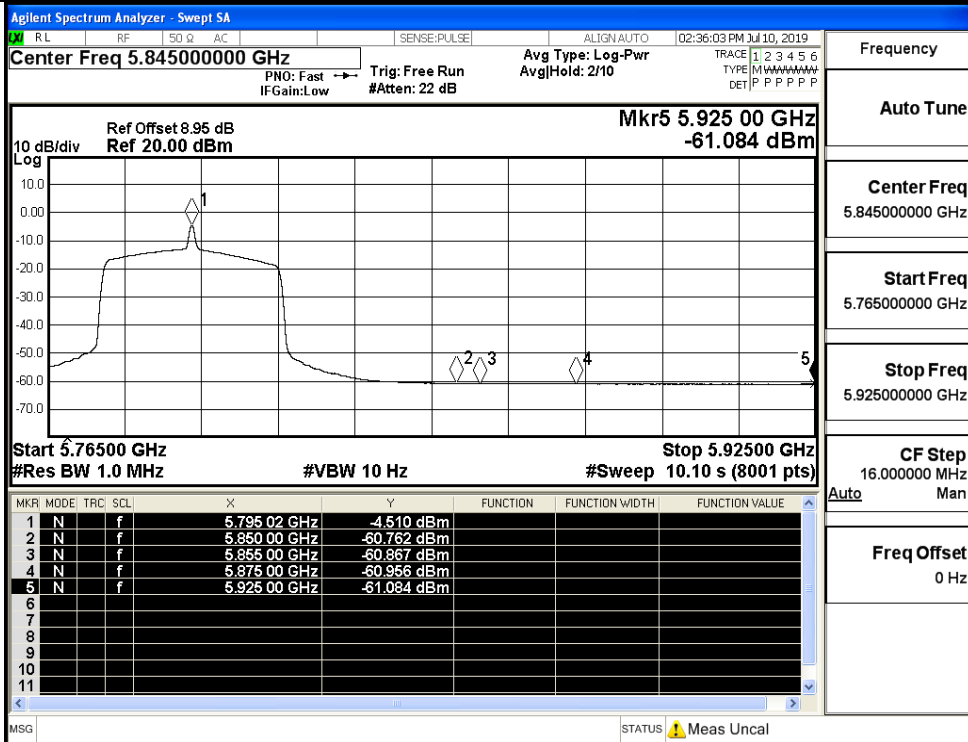 Agilent Spectrum Analyzer - Swept SA
LXI RL RF 50 Ω AC SENSE:PULSE ALIGN AUTO 02:36:03 PM Jul 10, 2019
Center Freq 5.845000000 GHz
PNO: Fast
IFGain:Low
Trig: Free Run
#Atten: 22 dB
Avg Type: Log-Pwr
Avg|Hold: 2/10
TRACE 1 2 3 4 5 6
TYPE M W W W W W
DET P P P P P P
Mkr5 5.925 00 GHz
-61.084 dBm
Ref Offset 8.95 dB
10 dB/div Ref 20.00 dBm
Log
10.0
0.00
-10.0
-20.0
-30.0
-40.0
-50.0
-60.0
-70.0
1
2 3 4 5
Start 5.76500 GHz Stop 5.92500 GHz
#Res BW 1.0 MHz #VBW 10 Hz #Sweep 10.10 s (8001 pts)
MKR MODE TRC SCL X Y FUNCTION FUNCTION WIDTH FUNCTION VALUE
1 N f 5.795 02 GHz -4.510 dBm
2 N f 5.850 00 GHz -60.762 dBm
3 N f 5.855 00 GHz -60.867 dBm
4 N f 5.875 00 GHz -60.956 dBm
5 N f 5.925 00 GHz -61.084 dBm
6
7
8
9
10
11
MSG STATUS Meas Uncal
Frequency
Auto Tune
Center Freq
5.845000000 GHz
Start Freq
5.765000000 GHz
Stop Freq
5.925000000 GHz
CF Step
16.000000 MHz
Auto Man
Freq Offset
0 Hz